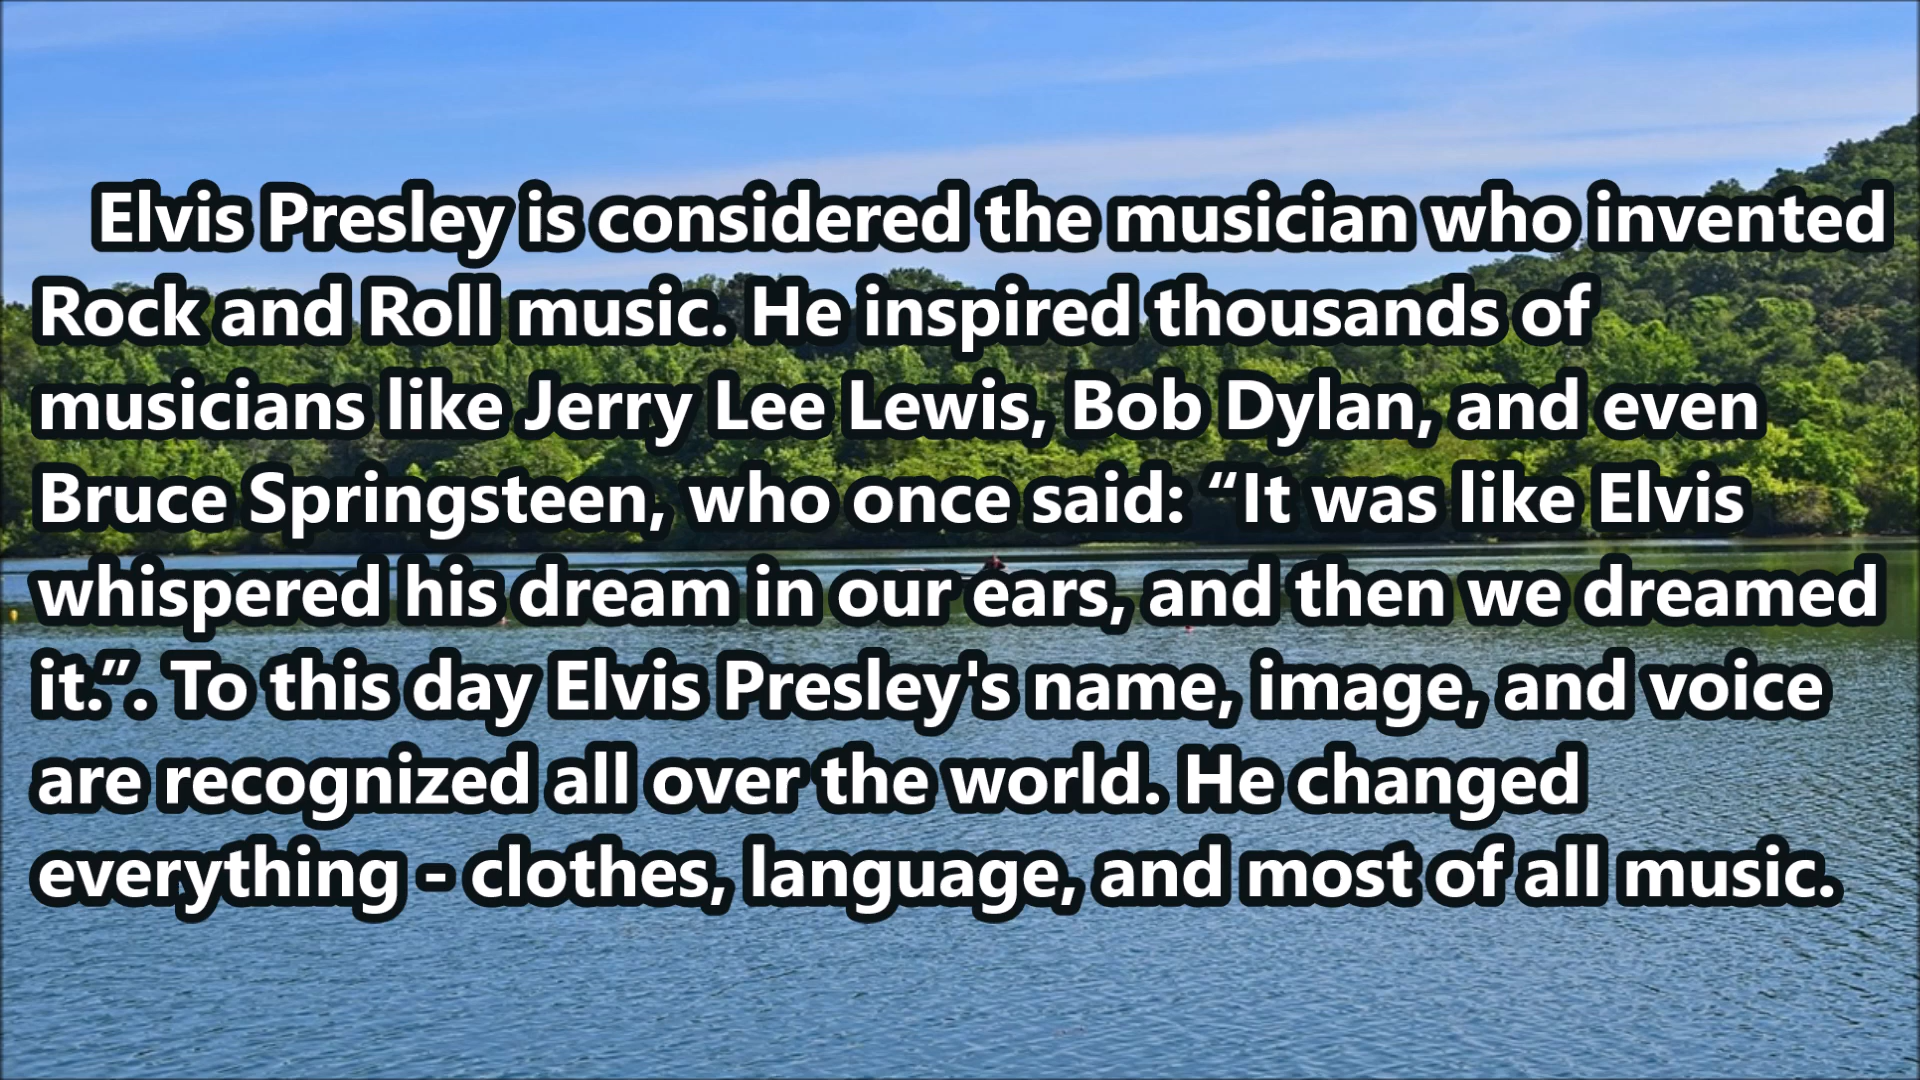 Elvis Presley is considered the musician who invented
Rock and Roll music. He inspired thousands of
musicians like Jerry Lee Lewis, Bob Dylan, and even
Bruce Springsteen, who once said: “It was like Elvis
whispered his dream in our ears, and then we dreamed
it.”. To this day Elvis Presley's name, image, and voice
are recognized all over the world. He changed
everything - clothes, language, and most of all music.